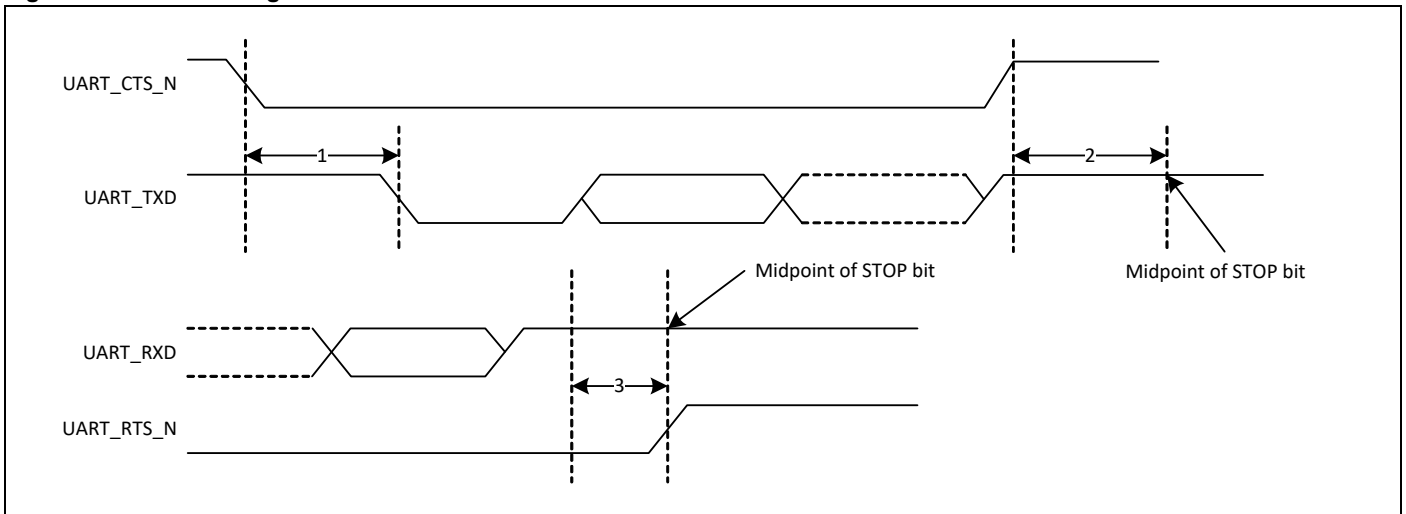 UART_CTS_N
1
2
UART_TXD
Midpoint of STOP bit
Midpoint of STOP bit
UART_RXD
3
UART_RTS_N